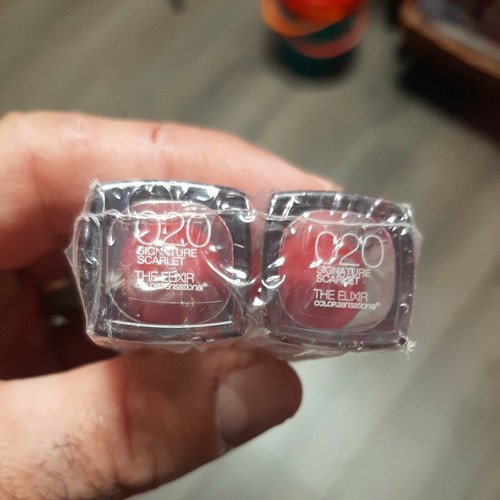 020
SIGNATURE
SCARLET
THE ELIXIR
COLORsensational®
020
SIGNATURE
SCARLET
THE ELIXIR
COLORsensational®